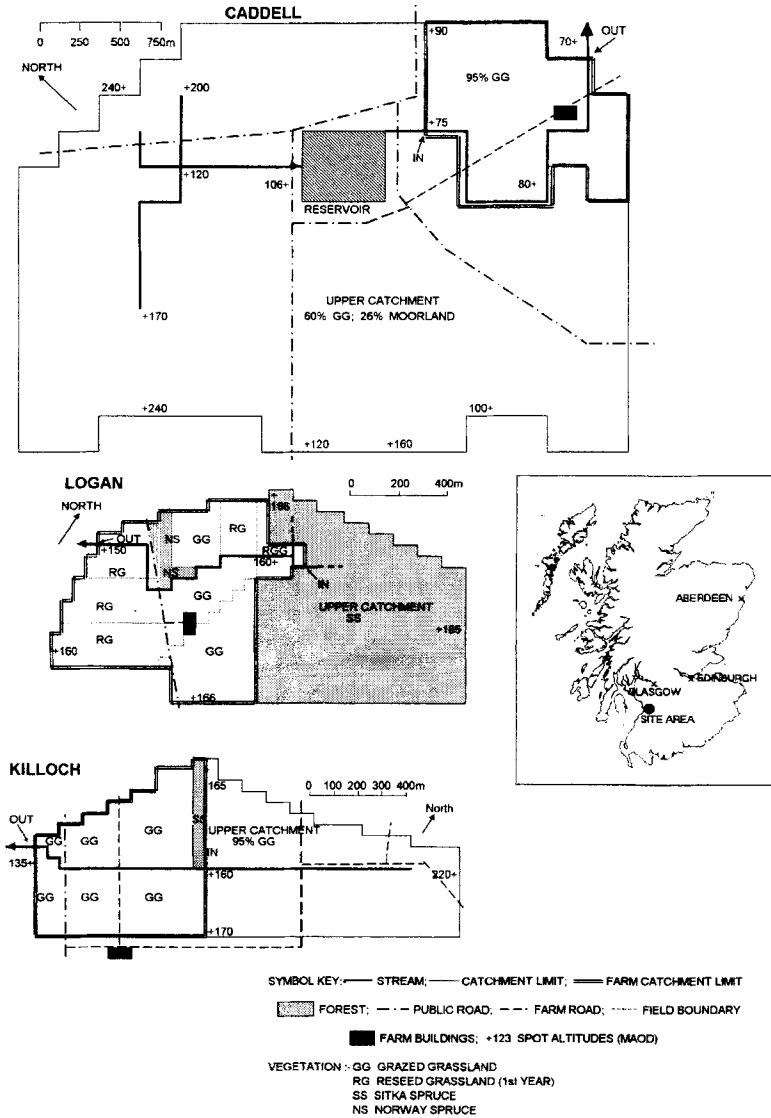 CADDELL
0 250 500 750m
NORTH
240+
+200
+120
106+
+170
+240
+90
95% GG
70+
OUT
+75
IN
80+
RESERVOIR
UPPER CATCHMENT
60% GG; 26% MOORLAND
100+
+120
+160
LOGAN
NORTH
0 200 400m
OUT
+150
NS
GG
RG
+166
RGG
160+
IN
RG
NS
GG
RG
RG
GG
UPPER CATCHMENT
SS
+185
+160
+166
ABERDEEN
EDINBURGH
GLASGOW
SITE AREA
KILLOCH
0 100 200 300 400m
North
+165
OUT
135+
GG
GG
GG
SS
UPPER CATCHMENT
95% GG
IN
+160
220+
GG
GG
GG
+170
SYMBOL KEY:- STREAM; CATCHMENT LIMIT; FARM CATCHMENT LIMIT
FOREST; PUBLIC ROAD; FARM ROAD; FIELD BOUNDARY
FARM BUILDINGS; +123 SPOT ALTITUDES (MAOD)
VEGETATION :- GG GRAZED GRASSLAND
RG RESEED GRASSLAND (1st YEAR)
SS SITKA SPRUCE
NS NORWAY SPRUCE